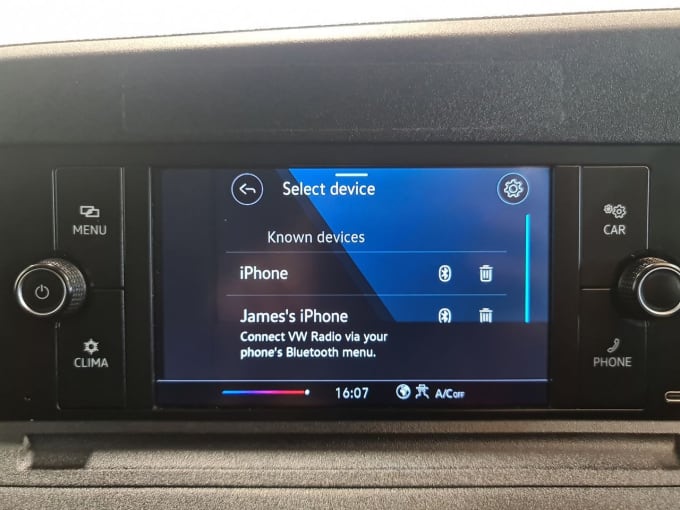 Select device
MENU
CAR
Known devices
iPhone
James's iPhone
Connect VW Radio via your
phone's Bluetooth menu.
CLIMA
PHONE
16:07
A/C OFF